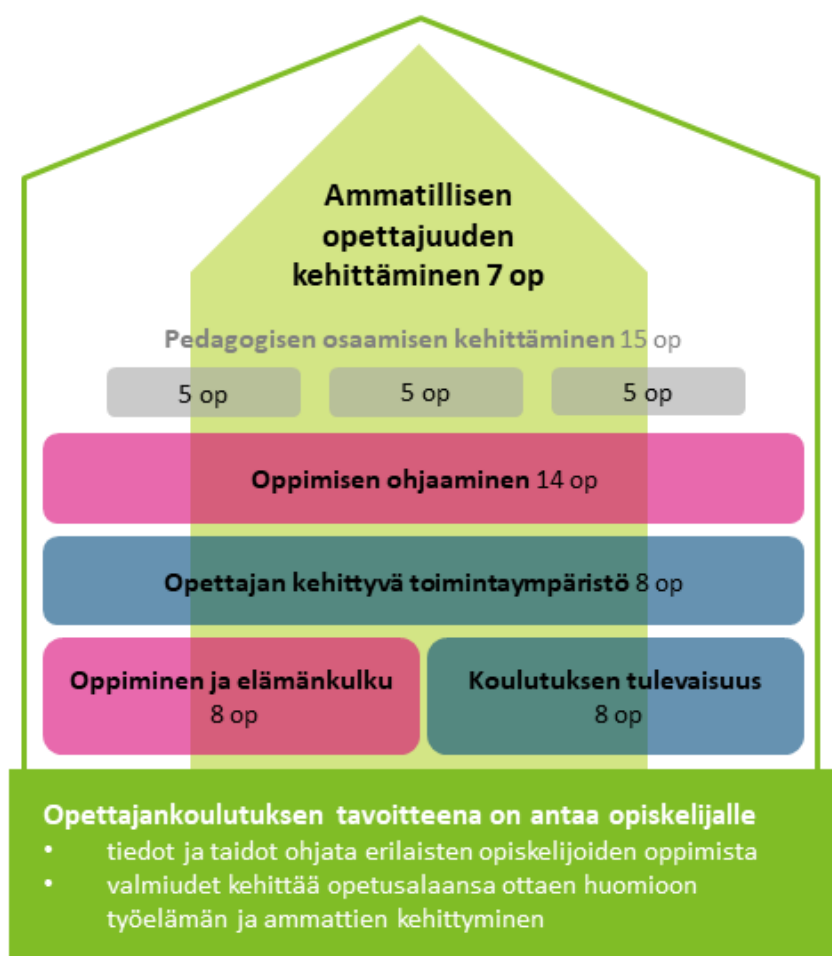 Ammatillisen
opettajuuden
kehittäminen 7 op
Pedagogisen osaamisen kehittäminen 15 op
5 op
5 op
5 op
Oppimisen ohjaaminen 14 op
Opettajan kehittyvä toimintaympäristö 8 op
Oppiminen ja elämänkulku
8 op
Koulutuksen tulevaisuus
8 op
Opettajankoulutuksen tavoitteena on antaa opiskelijalle
• tiedot ja taidot ohjata erilaisten opiskelijoiden oppimista
• valmiudet kehittää opetusalaansa ottaen huomioon
työelämän ja ammattien kehittyminen